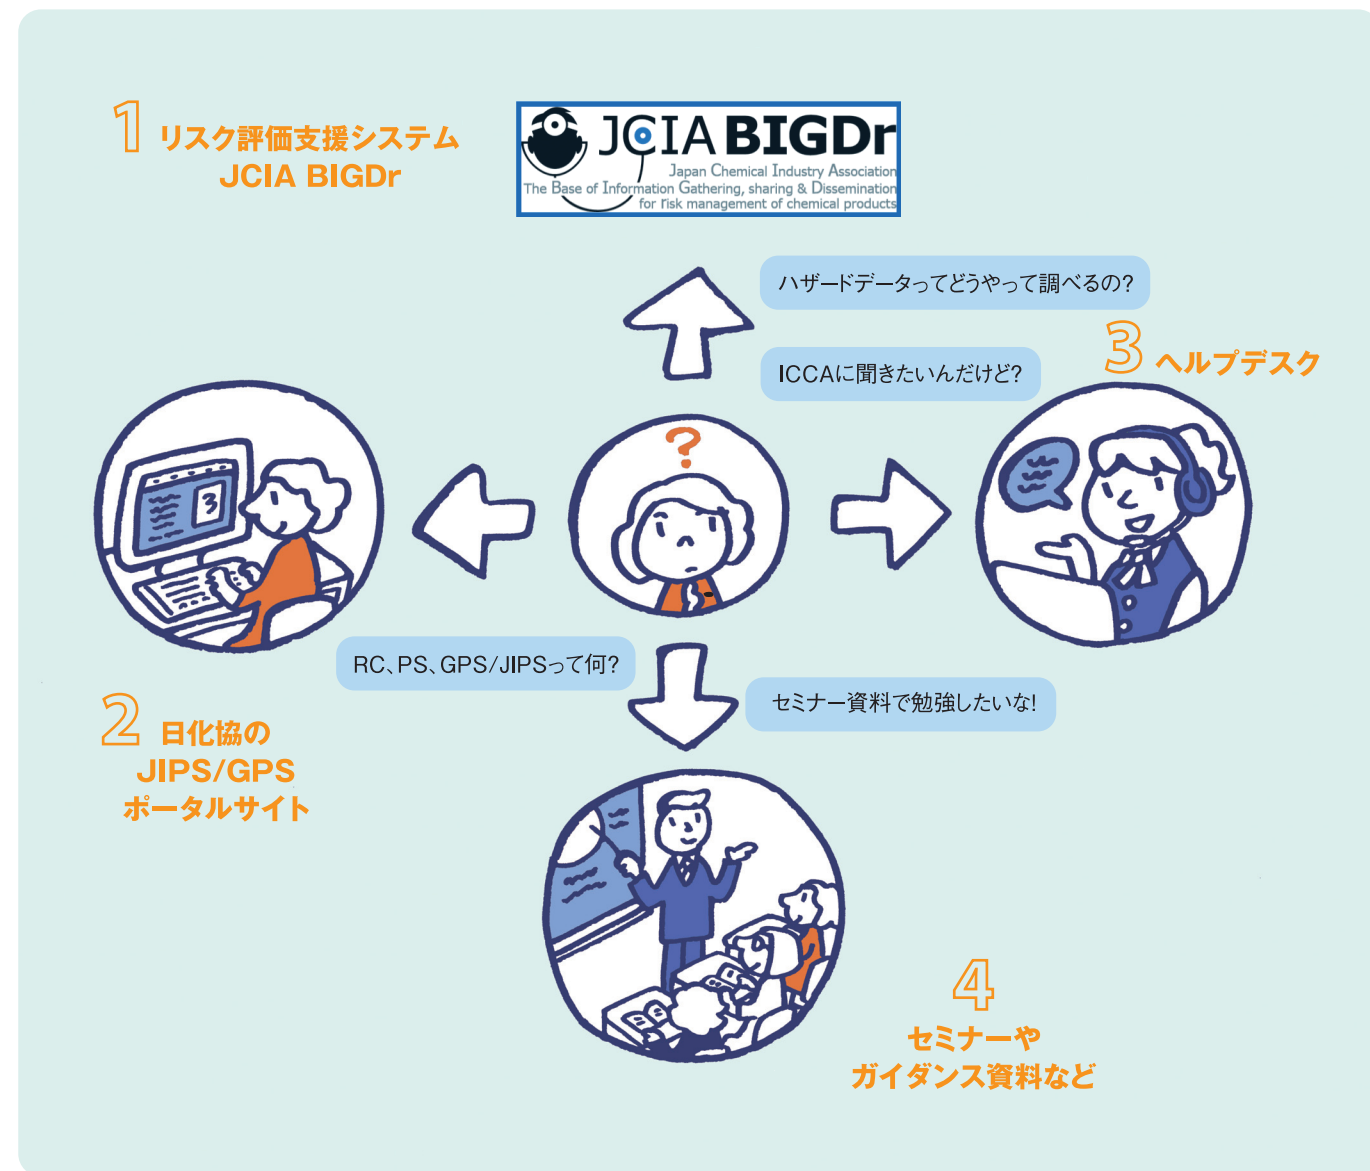 1 リスク評価支援システム
JCIA BIGDr
JCIA BIGDr
Japan Chemical Industry Association
The Base of Information Gathering, sharing & Dissemination
for risk management of chemical products
ハザードデータってどうやって調べるの?
ICCAに聞きたいんだけど?
3 ヘルプデスク
?
3
RC、PS、GPS/JIPSって何?
セミナー資料で勉強したいな!
2 日化協の
JIPS/GPS
ポータルサイト
4
セミナーや
ガイダンス資料など